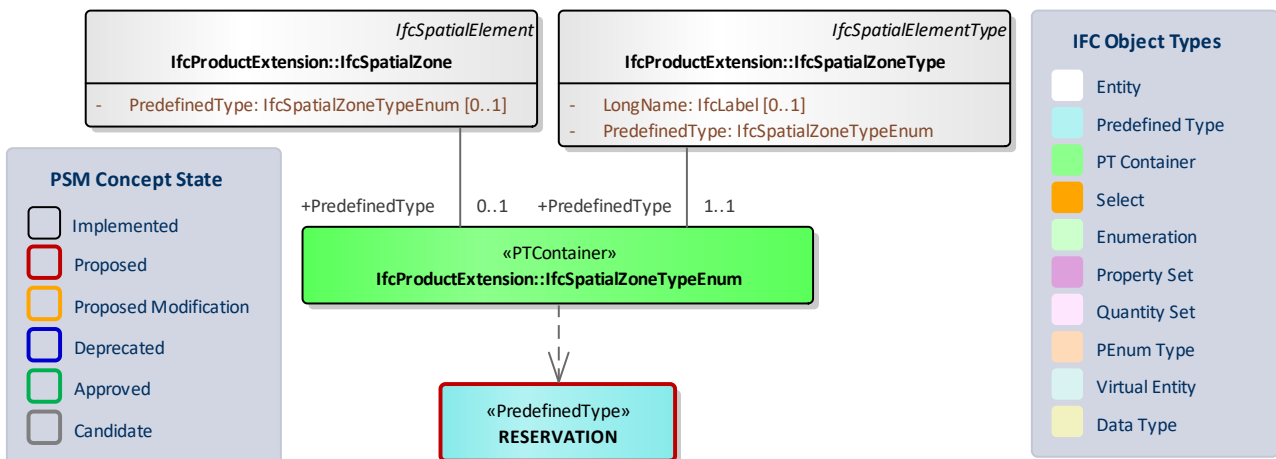 IfcSpatialElement
IfcProductExtension::IfcSpatialZone
- PredefinedType: IfcSpatialZoneTypeEnum [0..1]
IfcSpatialElementType
IfcProductExtension::IfcSpatialZoneType
- LongName: IfcLabel [0..1]
- PredefinedType: IfcSpatialZoneTypeEnum
+PredefinedType 0..1
+PredefinedType 1..1
«PTContainer»
IfcProductExtension::IfcSpatialZoneTypeEnum
«PredefinedType»
RESERVATION
PSM Concept State
Implemented
Proposed
Proposed Modification
Deprecated
Approved
Candidate
IFC Object Types
Entity
Predefined Type
PT Container
Select
Enumeration
Property Set
Quantity Set
PEnum Type
Virtual Entity
Data Type